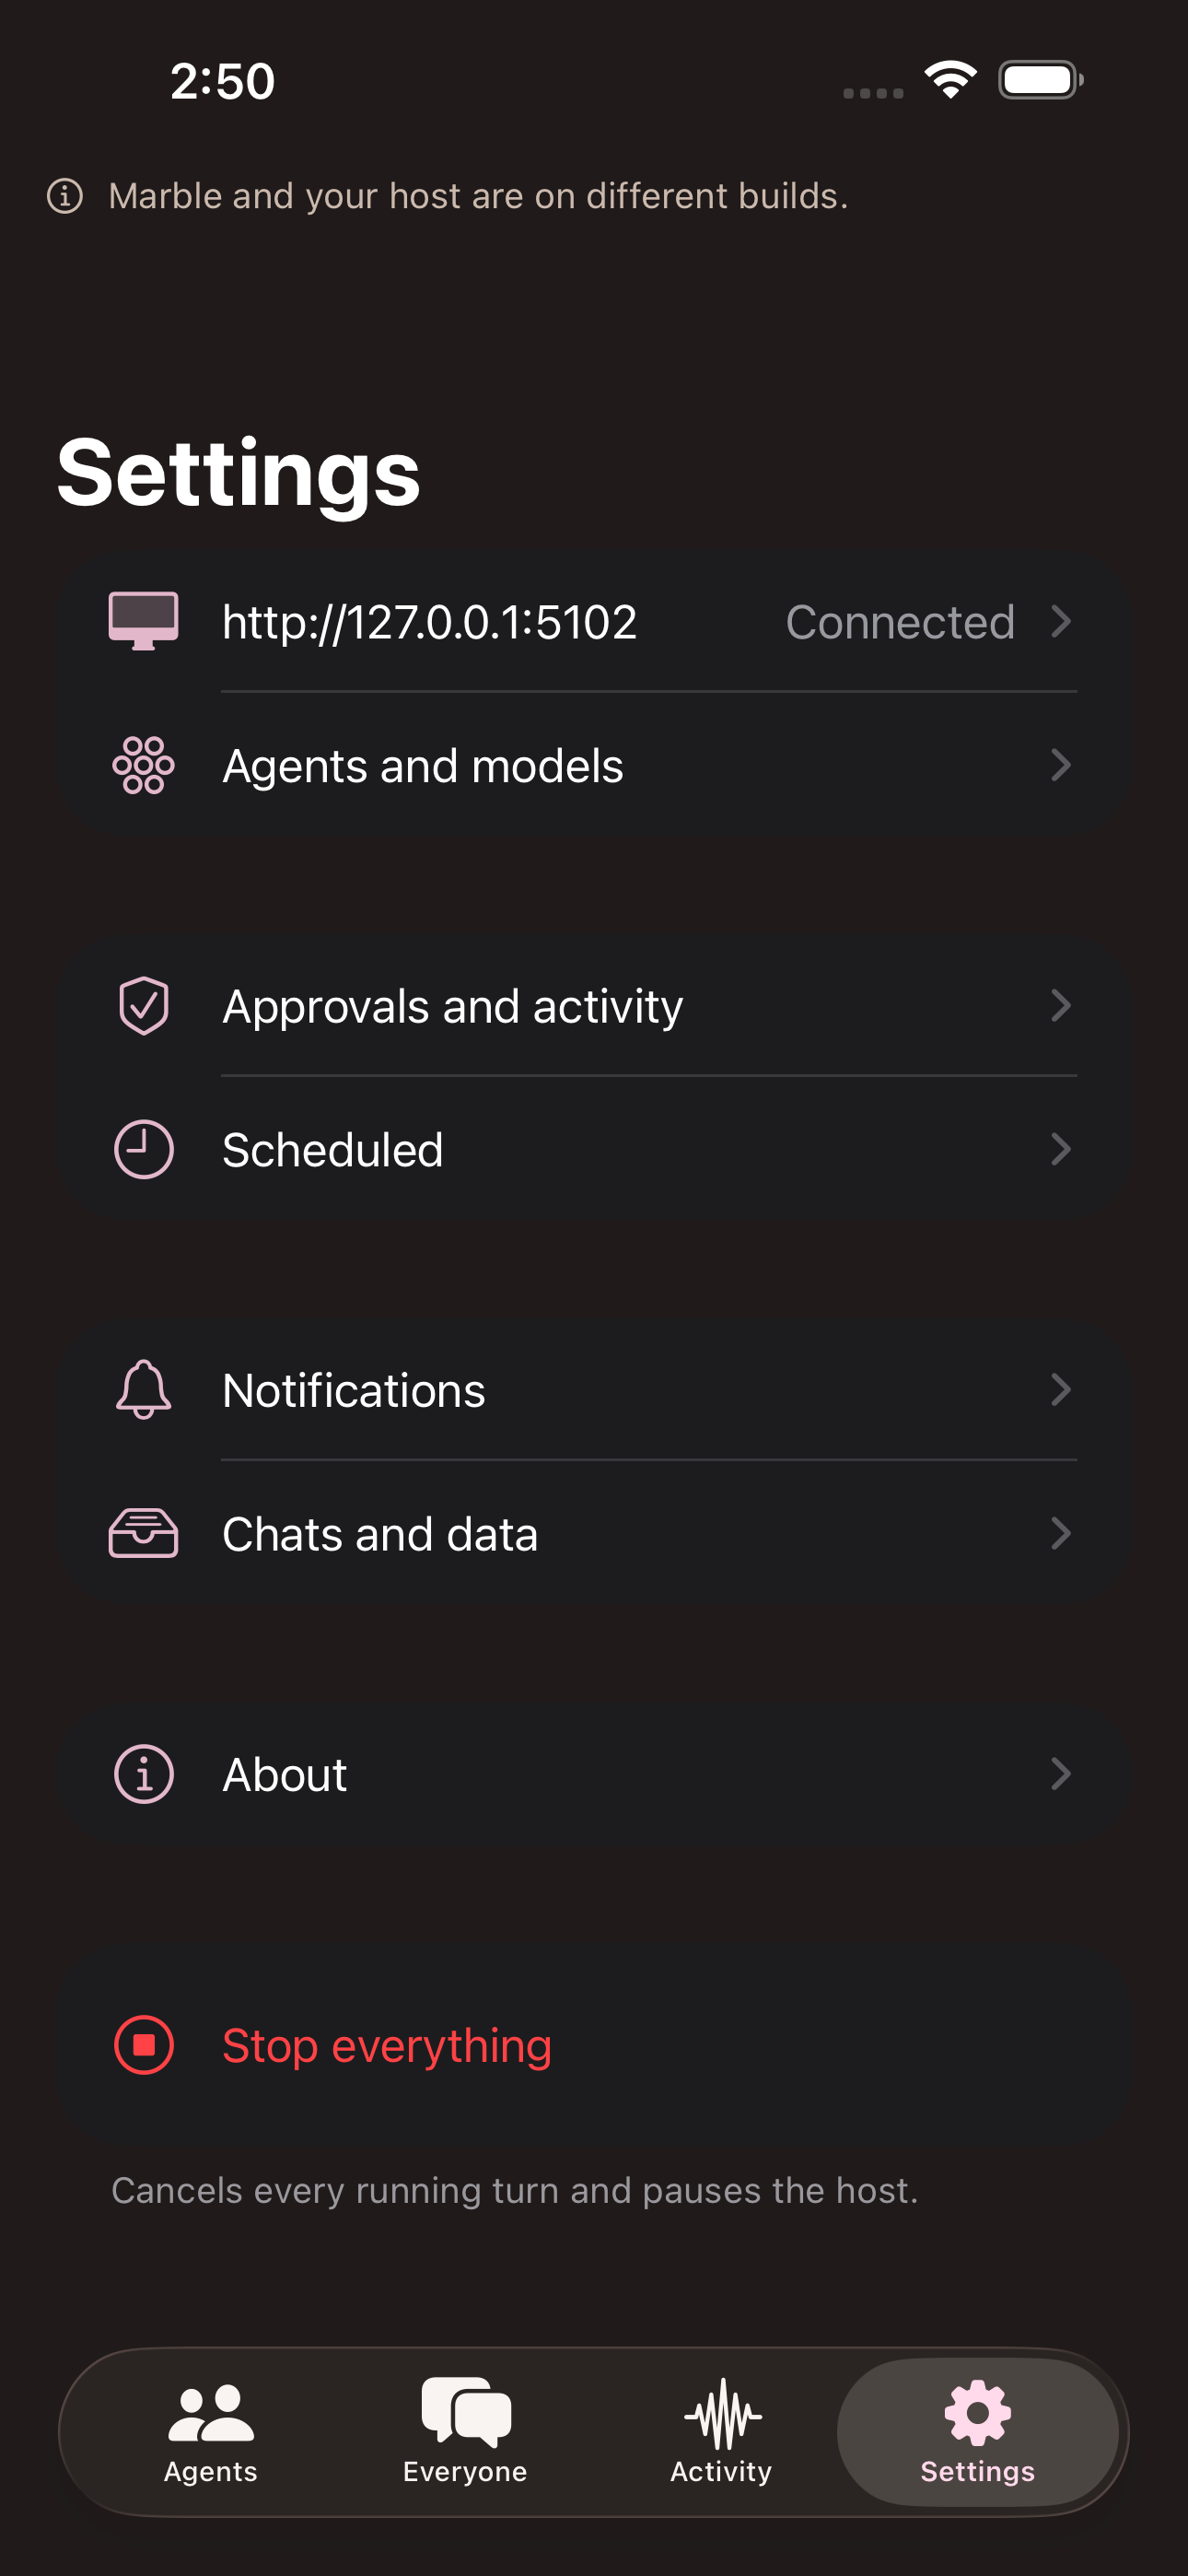 2:50
Marble and your host are on different builds.
Settings
http://127.0.0.1:5102 Connected
Agents and models
Approvals and activity
Scheduled
Notifications
Chats and data
About
Stop everything
Cancels every running turn and pauses the host.
Agents Everyone Activity Settings